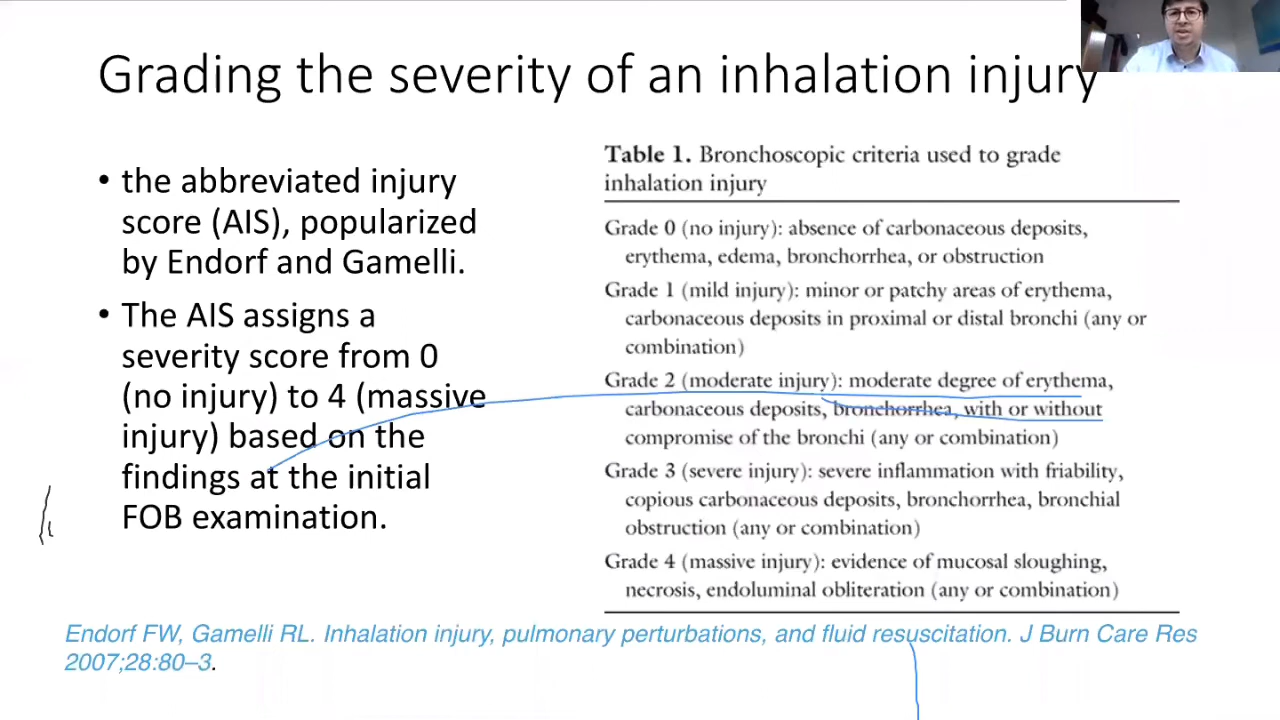 Grading the severity of an inhalation injury
• the abbreviated injury
score (AIS), popularized
by Endorf and Gamelli.
• The AIS assigns a
severity score from 0
(no injury) to 4 (massive
injury) based on the
findings at the initial
FOB examination.
Table 1. Bronchoscopic criteria used to grade
inhalation injury
Grade 0 (no injury): absence of carbonaceous deposits,
erythema, edema, bronchorrhea, or obstruction
Grade 1 (mild injury): minor or patchy areas of erythema,
carbonaceous deposits in proximal or distal bronchi (any or
combination)
Grade 2 (moderate injury): moderate degree of erythema,
carbonaceous deposits, bronchorrhea, with or without
compromise of the bronchi (any or combination)
Grade 3 (severe injury): severe inflammation with friability,
copious carbonaceous deposits, bronchorrhea, bronchial
obstruction (any or combination)
Grade 4 (massive injury): evidence of mucosal sloughing,
necrosis, endoluminal obliteration (any or combination)
Endorf FW, Gamelli RL. Inhalation injury, pulmonary perturbations, and fluid resuscitation. J Burn Care Res
2007;28:80–3.